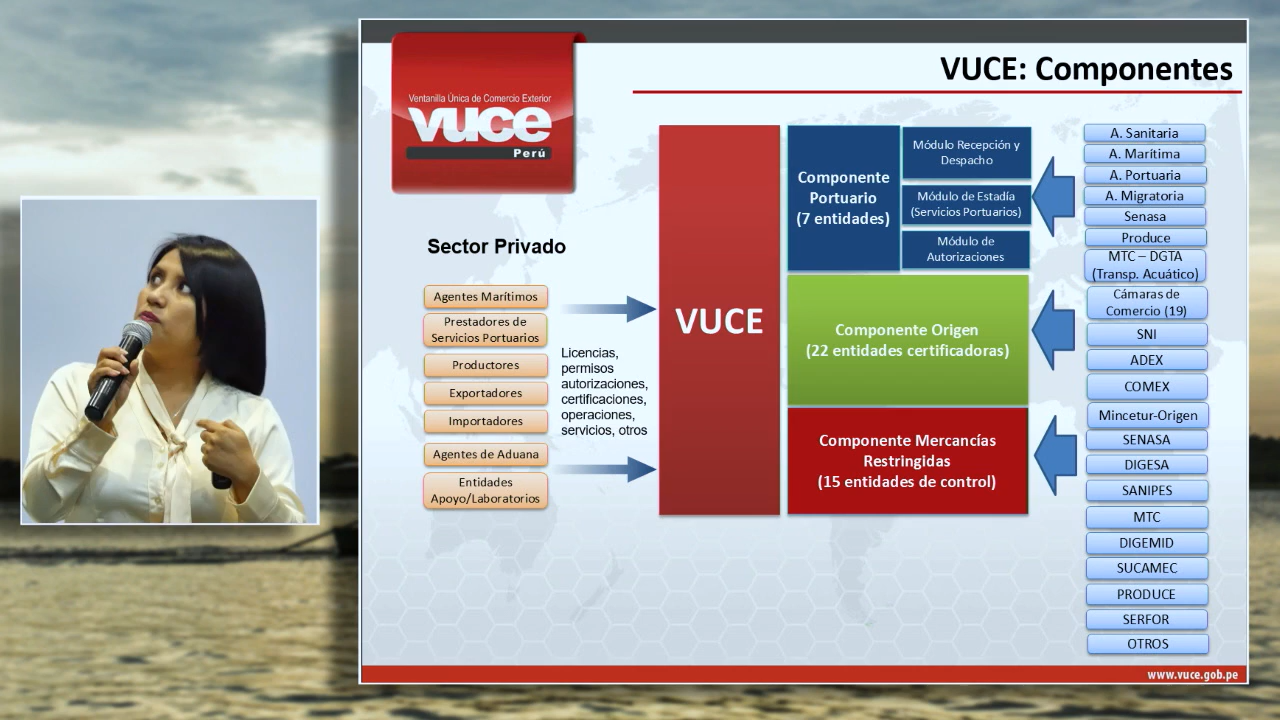 VUCE: Componentes
Ventanilla Única de Comercio Exterior
vuce
Perú
Sector Privado
Agentes Marítimos
Prestadores de
Servicios Portuarios
Productores
Exportadores
Importadores
Agentes de Aduana
Entidades
Apoyo/Laboratorios
Licencias,
permisos
autorizaciones,
certificaciones,
operaciones,
servicios, otros
VUCE
Componente
Portuario
(7 entidades)
Módulo Recepción y
Despacho
Módulo de Estadía
(Servicios Portuarios)
Módulo de
Autorizaciones
Componente Origen
(22 entidades certificadoras)
Componente Mercancías
Restringidas
(15 entidades de control)
A. Sanitaria
A. Marítima
A. Portuaria
A. Migratoria
Senasa
Produce
MTC – DGTA
(Transp. Acuático)
Cámaras de
Comercio (19)
SNI
ADEX
COMEX
Mincetur-Origen
SENASA
DIGESA
SANIPES
MTC
DIGEMID
SUCAMEC
PRODUCE
SERFOR
OTROS
www.vuce.gob.pe